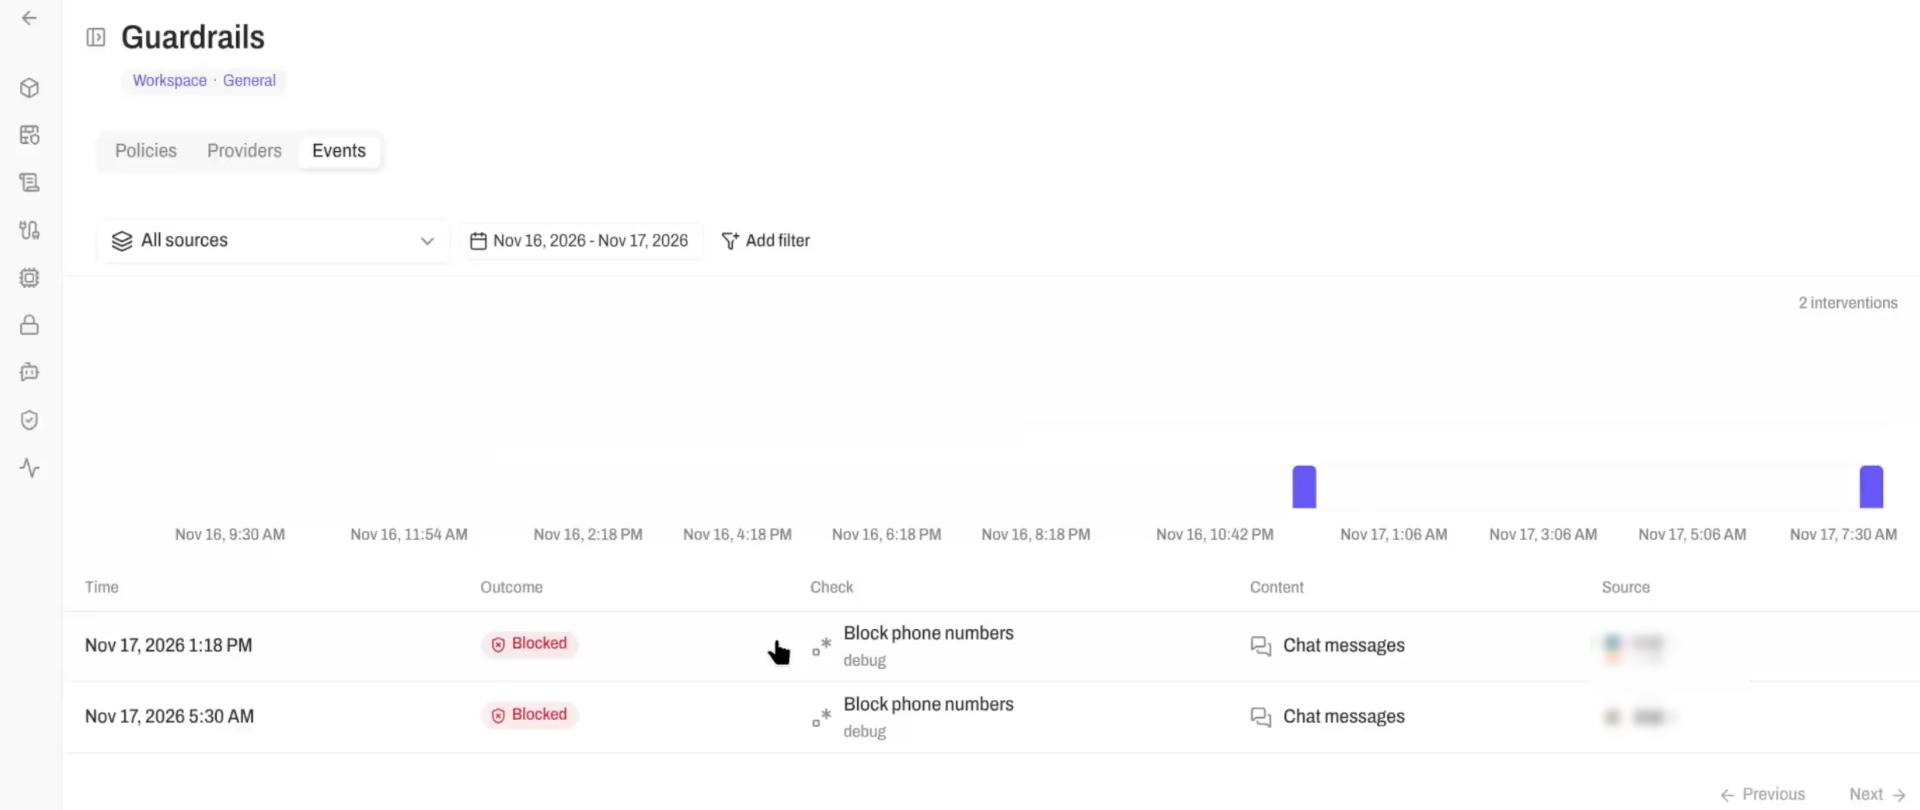 Guardrails
Workspace · General
Policies Providers Events
All sources Nov 16, 2026 - Nov 17, 2026 Add filter
2 interventions
Nov 16, 9:30 AM Nov 16, 11:54 AM Nov 16, 2:18 PM Nov 16, 4:18 PM Nov 16, 6:18 PM Nov 16, 8:18 PM Nov 16, 10:42 PM Nov 17, 1:06 AM Nov 17, 3:06 AM Nov 17, 5:06 AM Nov 17, 7:30 AM
Time Outcome Check Content Source
Nov 17, 2026 1:18 PM Blocked Block phone numbers Chat messages
debug
Nov 17, 2026 5:30 AM Blocked Block phone numbers Chat messages
debug
Previous Next